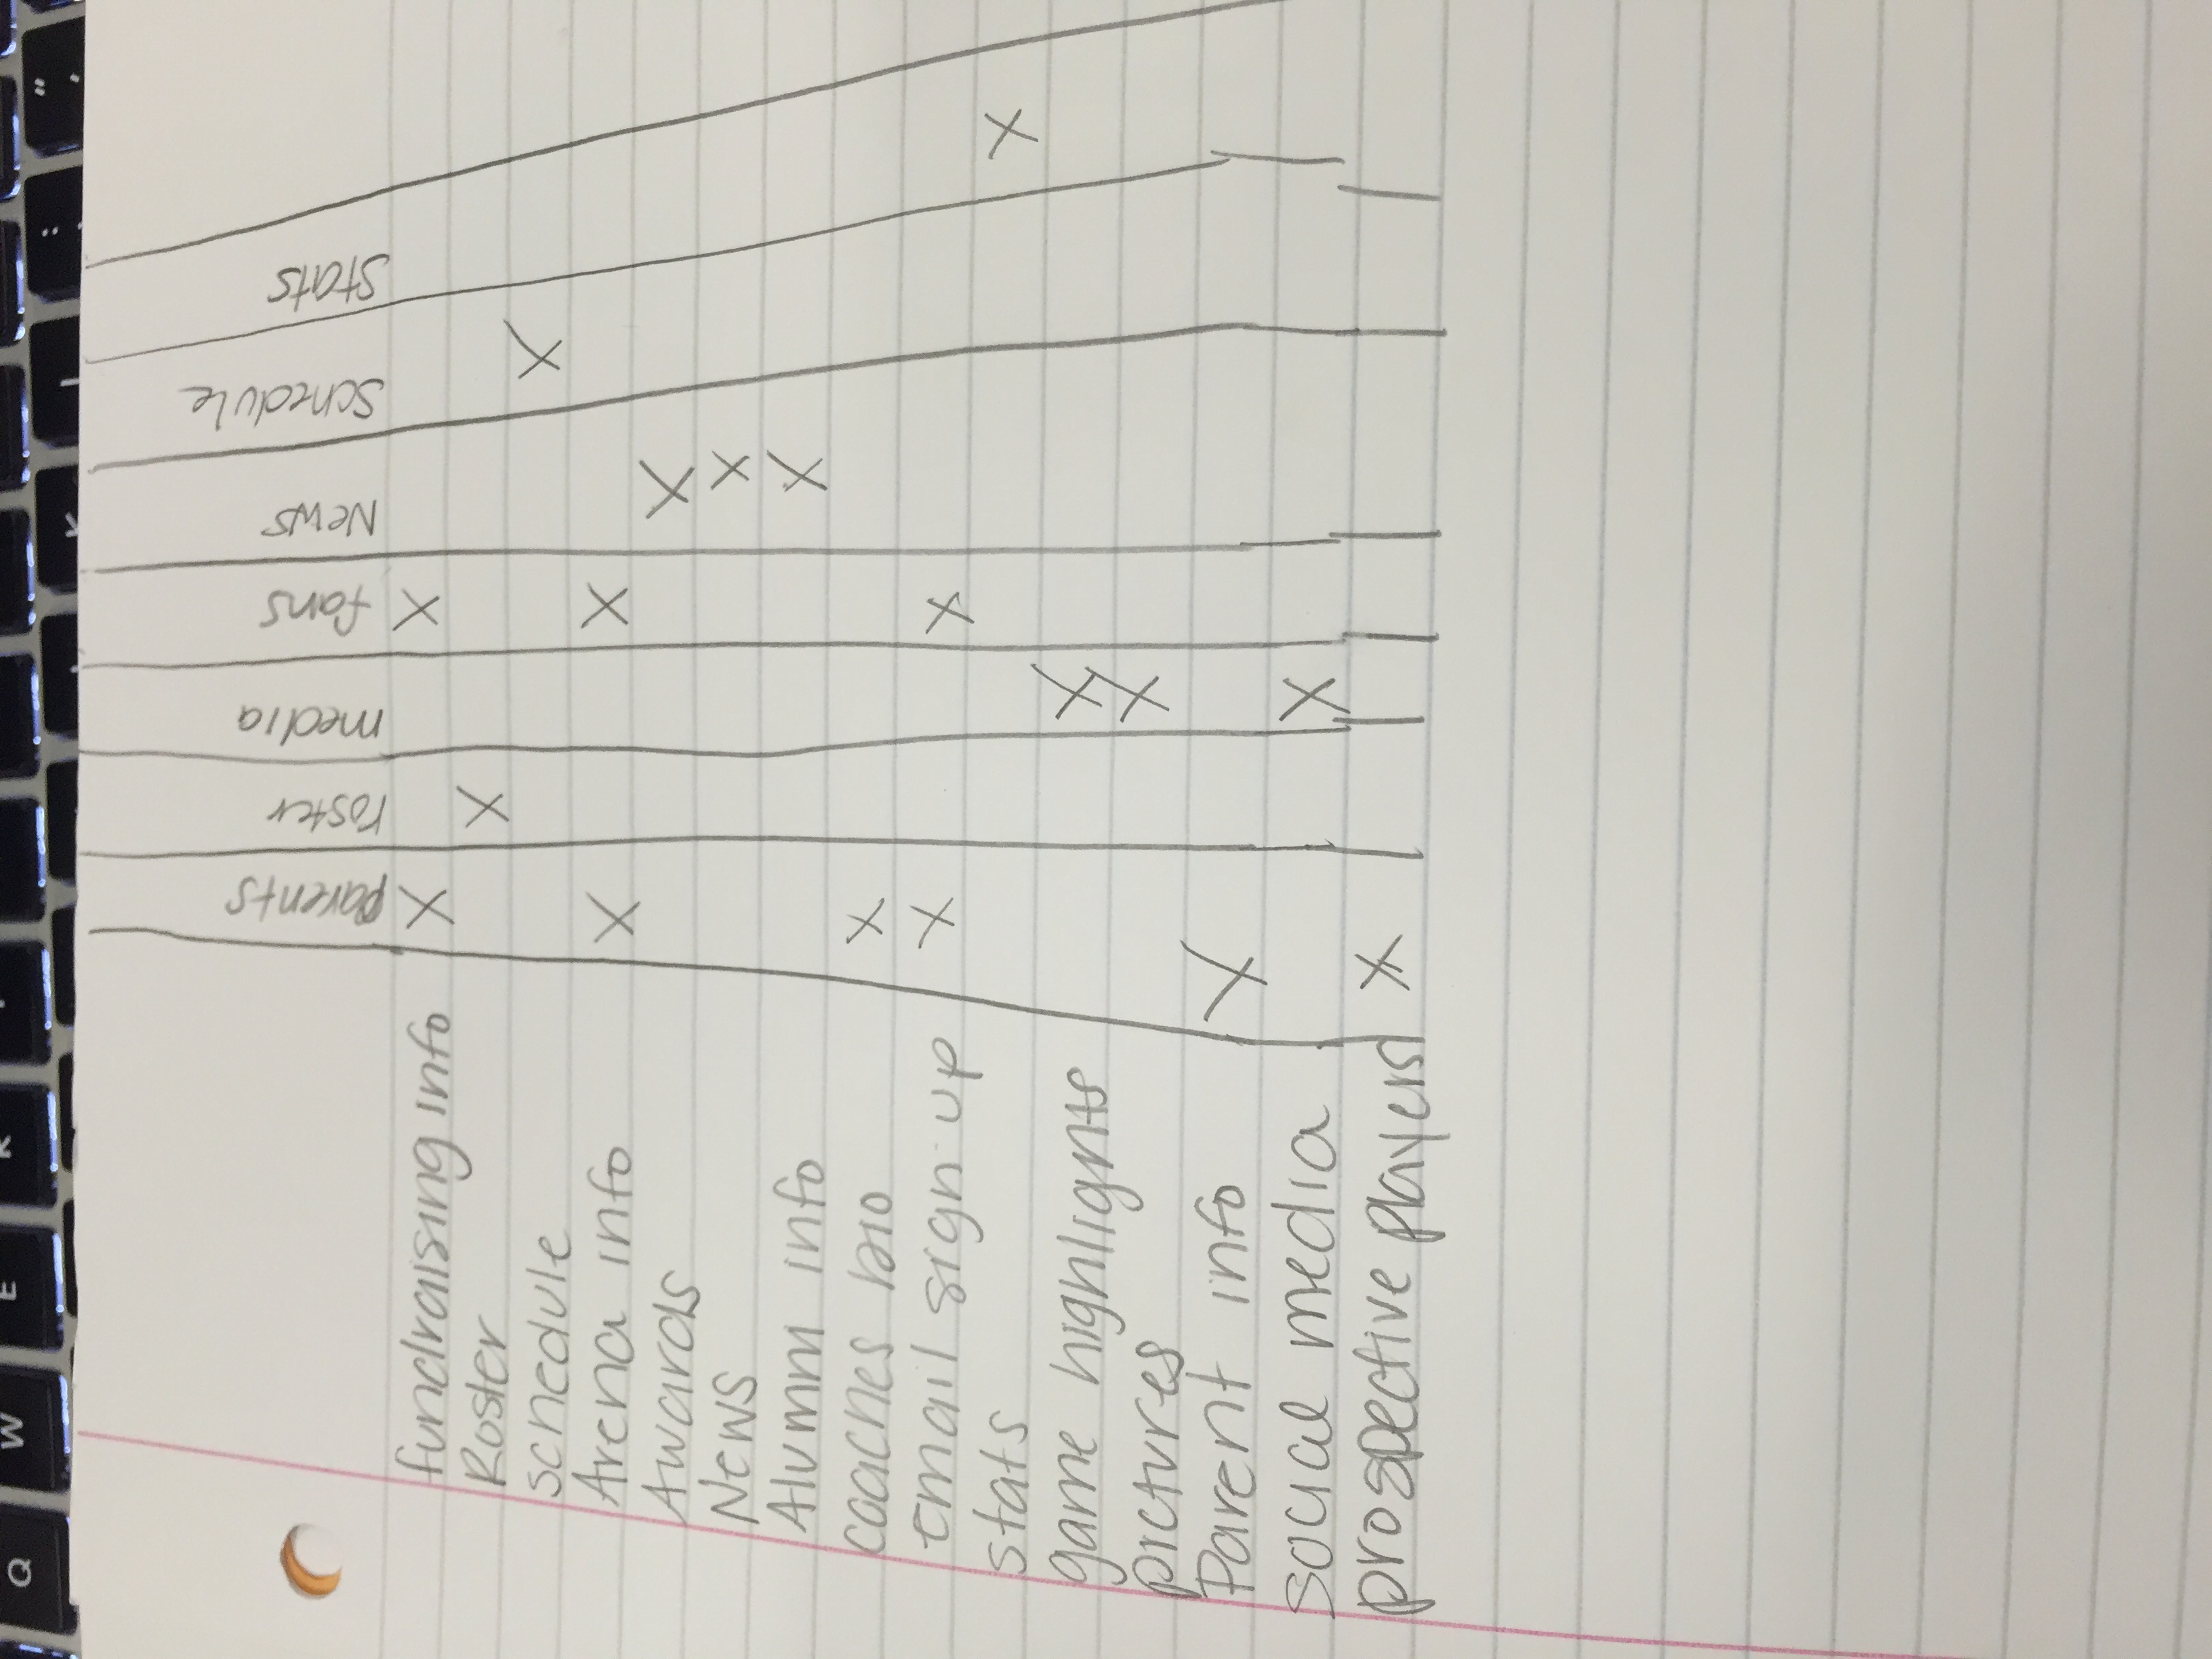 Q W E R
K L : "
Parents roster media fans News Schedule Stats
fundraising info X X
Roster X
schedule X
Arena info X X
Awards X
News X
Alumni info X
coaches bio X
Email sign up X X
stats X
game highlights X
pictures X
Parent info X
social media X
prospective players X